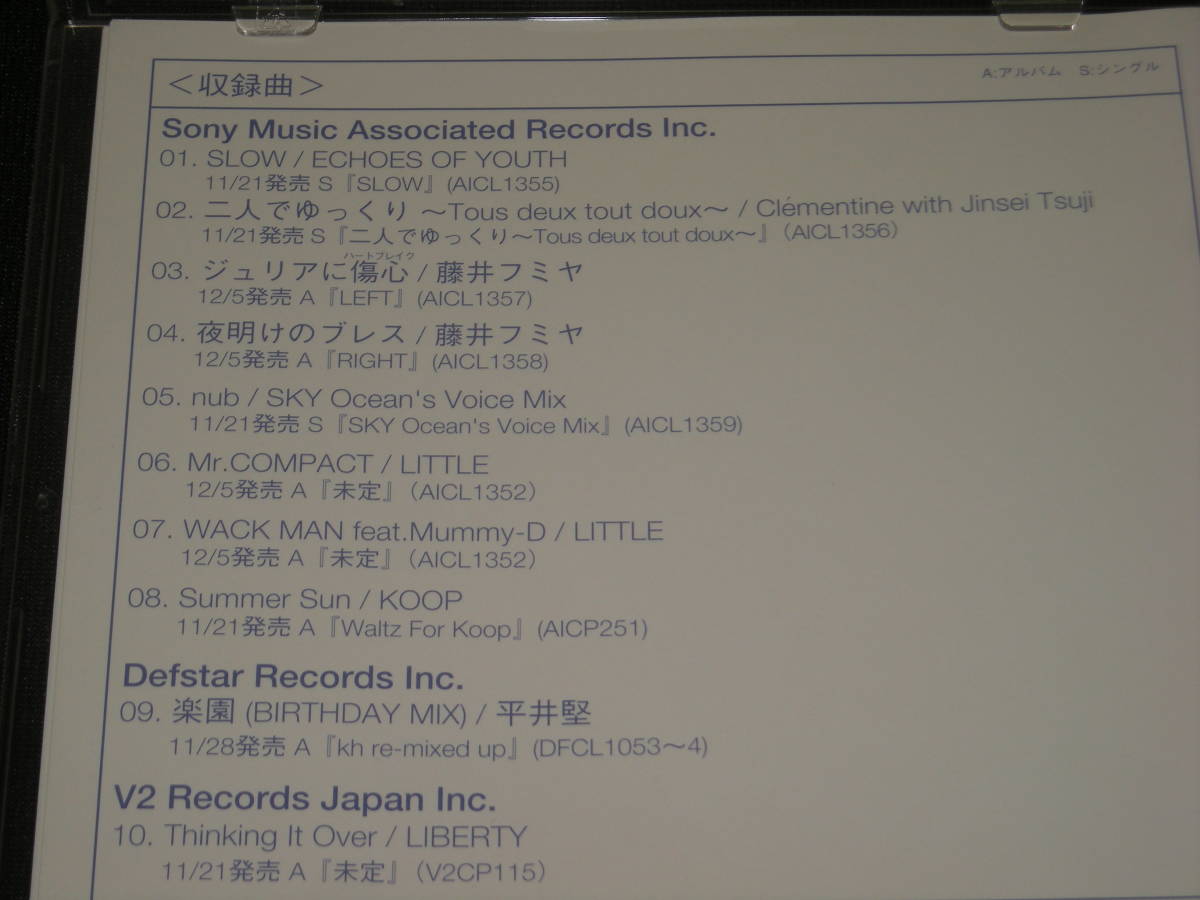 ＜収録曲＞
A:アルバム S:シングル
Sony Music Associated Records Inc.
01. SLOW / ECHOES OF YOUTH
11/21発売 S『SLOW』(AICL1355)
02. 二人でゆっくり ～Tous deux tout doux～ / Clémentine with Jinsei Tsuji
11/21発売 S『二人でゆっくり～Tous deux tout doux～』（AICL1356）
ハートブレイク
03. ジュリアに傷心 / 藤井フミヤ
12/5発売 A『LEFT』(AICL1357)
04. 夜明けのブレス / 藤井フミヤ
12/5発売 A『RIGHT』(AICL1358)
05. nub / SKY Ocean's Voice Mix
11/21発売 S『SKY Ocean's Voice Mix』(AICL1359)
06. Mr.COMPACT / LITTLE
12/5発売 A『未定』（AICL1352）
07. WACK MAN feat.Mummy-D / LITTLE
12/5発売 A『未定』（AICL1352）
08. Summer Sun / KOOP
11/21発売 A『Waltz For Koop』(AICP251)
Defstar Records Inc.
09. 楽園 (BIRTHDAY MIX) / 平井堅
11/28発売 A『kh re-mixed up』(DFCL1053～4)
V2 Records Japan Inc.
10. Thinking It Over / LIBERTY
11/21発売 A『未定』（V2CP115）